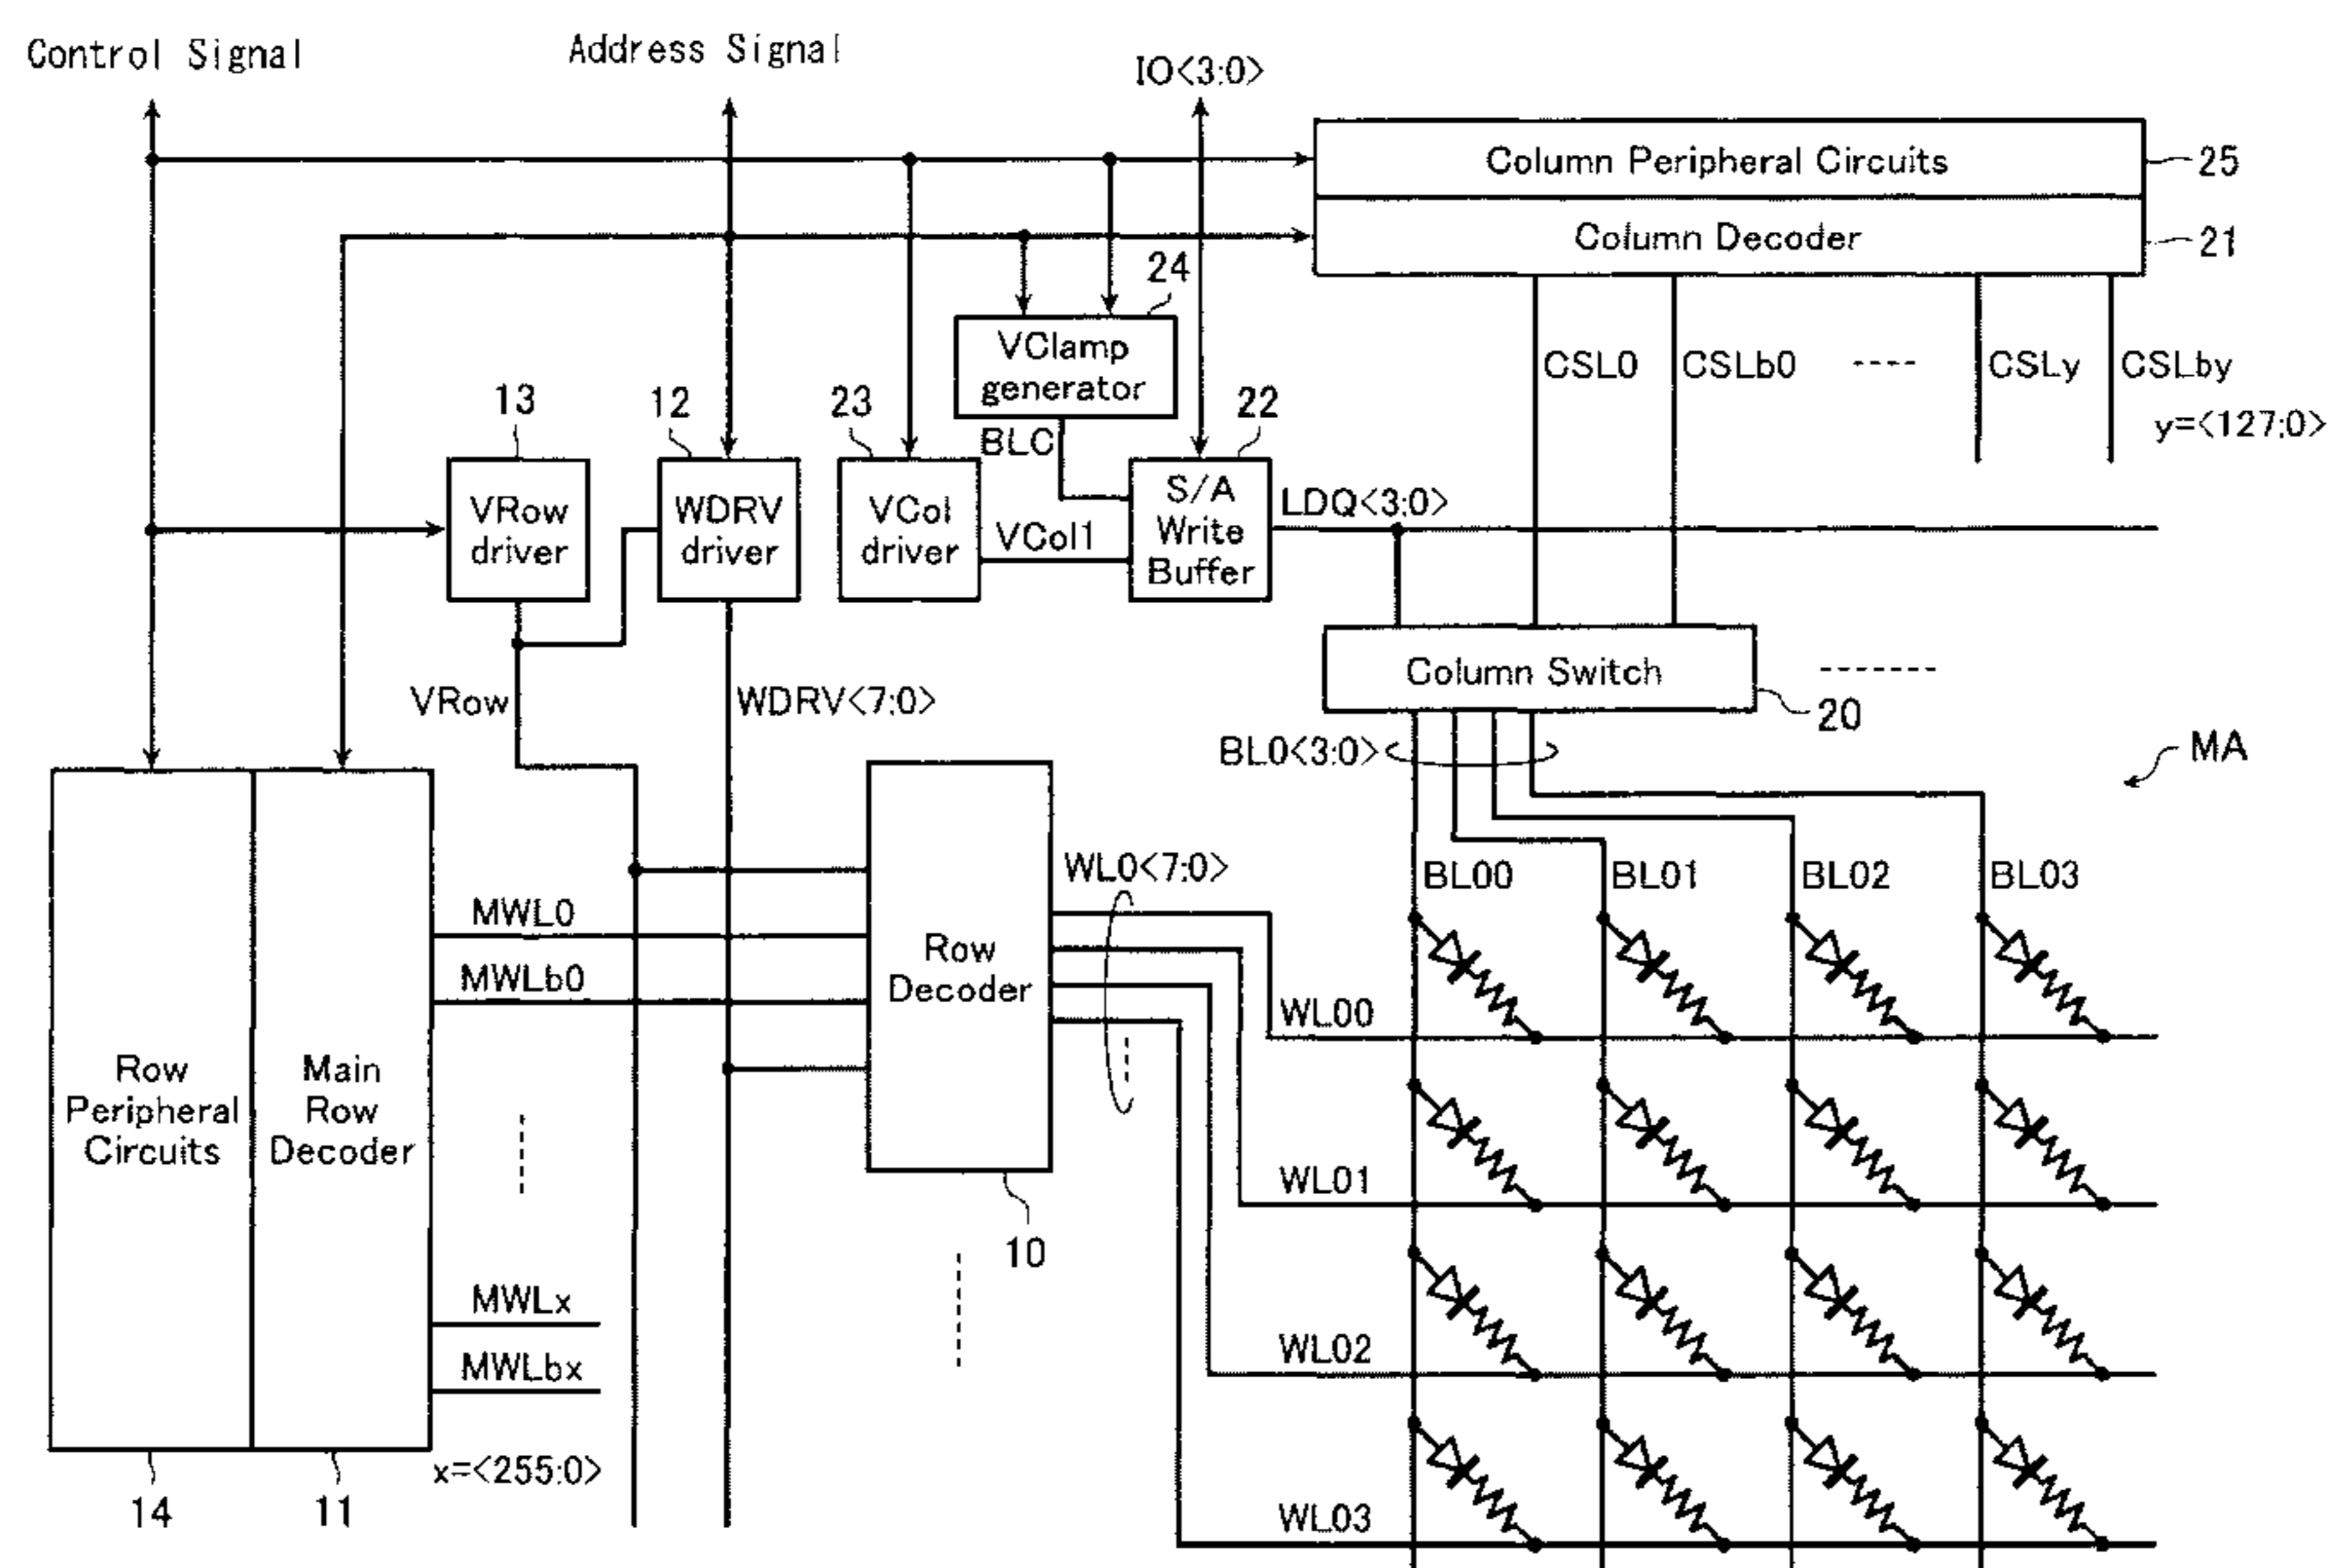 Control Signal
Address Signal
IO<3:0>
Column Peripheral Circuits
25
Column Decoder
21
24
VClamp
generator
CSL0
CSLb0
CSLy
CSLby
y=<127:0>
13
12
23
BLC
22
VRow
driver
WDRV
driver
VCol
driver
VCol1
S/A
Write
Buffer
LDQ<3:0>
Column Switch
20
VRow
WDRV<7:0>
BL0<3:0>
MA
WL0<7:0>
BL00
BL01
BL02
BL03
MWL0
MWLb0
Row
Decoder
10
WL00
Row
Peripheral
Circuits
Main
Row
Decoder
WL01
MWLx
MWLbx
WL02
x=<255:0>
14
11
WL03